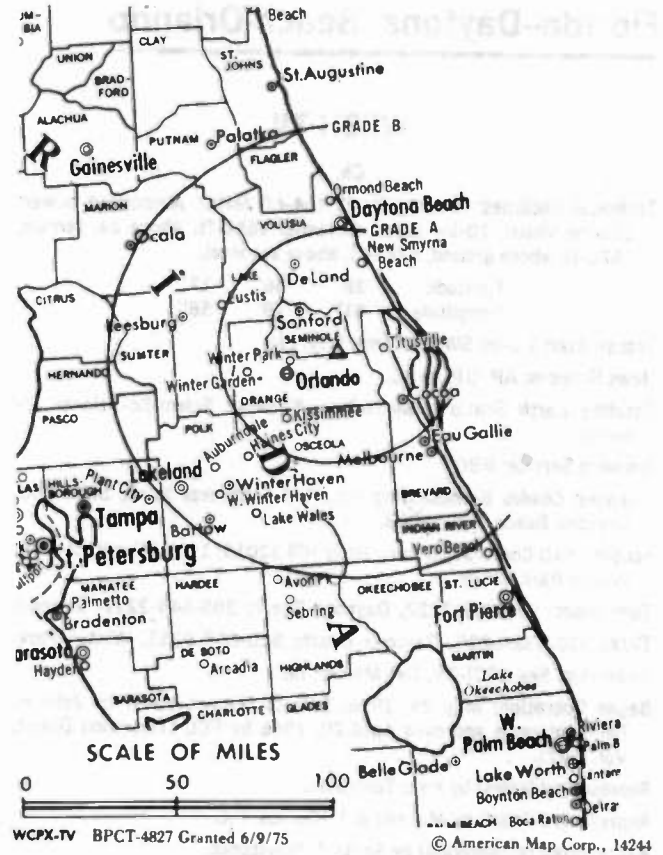 Beach
CLAY
UNION
ST. JOHNS
BRAD-
FORD
St. Augustine
ALACHUA
PUTNAM
Palatka
GRADE B
Gainesville
FLAGLER
Ormond Beach
MARION
Daytona Beach
VOLUSIA
GRADE A
Ocala
New Smyrna
Beach
DeLand
LAKE
CITRUS
Eustis
Leesburg
Sanford
SEMINOLE
Titusville
SUMTER
HERNANDO
Winter Park
Winter Garden
Orlando
ORANGE
PASCO
Kissimmee
POLK
Auburndale
Haines City
OSCEOLA
Eau Gallie
Melbourne
HILLS-
BOROUGH
Plant City
Lakeland
Winter Haven
W. Winter Haven
BREVARD
Tampa
Lake Wales
INDIAN RIVER
Bartow
Vero Beach
St. Petersburg
MANATEE
HARDEE
Avon Pk.
OKEECHOBEE
ST. LUCIE
Palmetto
Bradenton
Sebring
Fort Pierce
DE SOTO
MARTIN
Arcadia
HIGHLANDS
Lake
Okeechobee
SARASOTA
CHARLOTTE
GLADES
W.
Palm Beach
Riviera
Palm B
SCALE OF MILES
Belle Glade
Lake Worth
Lantana
Boynton Beach
0 50 100
Boca Raton
WCPX-TV BPCT-4827 Granted 6/9/75
© American Map Corp., 14244